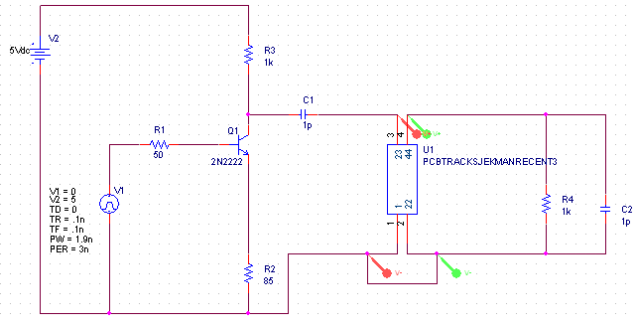 V2
5Vdc
R3
1k
C1
1p
R1
50
Q1
2N2222
3
4
23
44
U1
PCBTRACKSJEKMANRECENT3
1
22
1
2
V1
V1 = 0
V2 = 5
TD = 0
TR = .1n
TF = .1n
PW = 1.9n
PER = 3n
R4
1k
C2
1p
R2
85
V-
V-